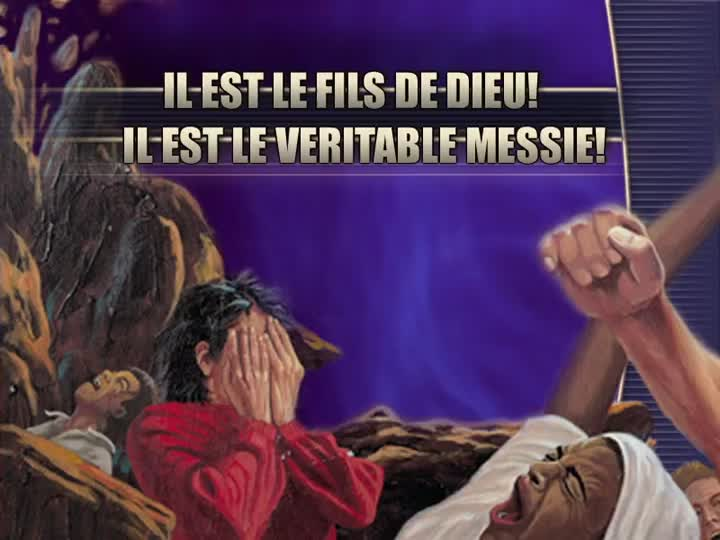 IL EST LE FILS DE DIEU!
IL EST LE VERITABLE MESSIE!